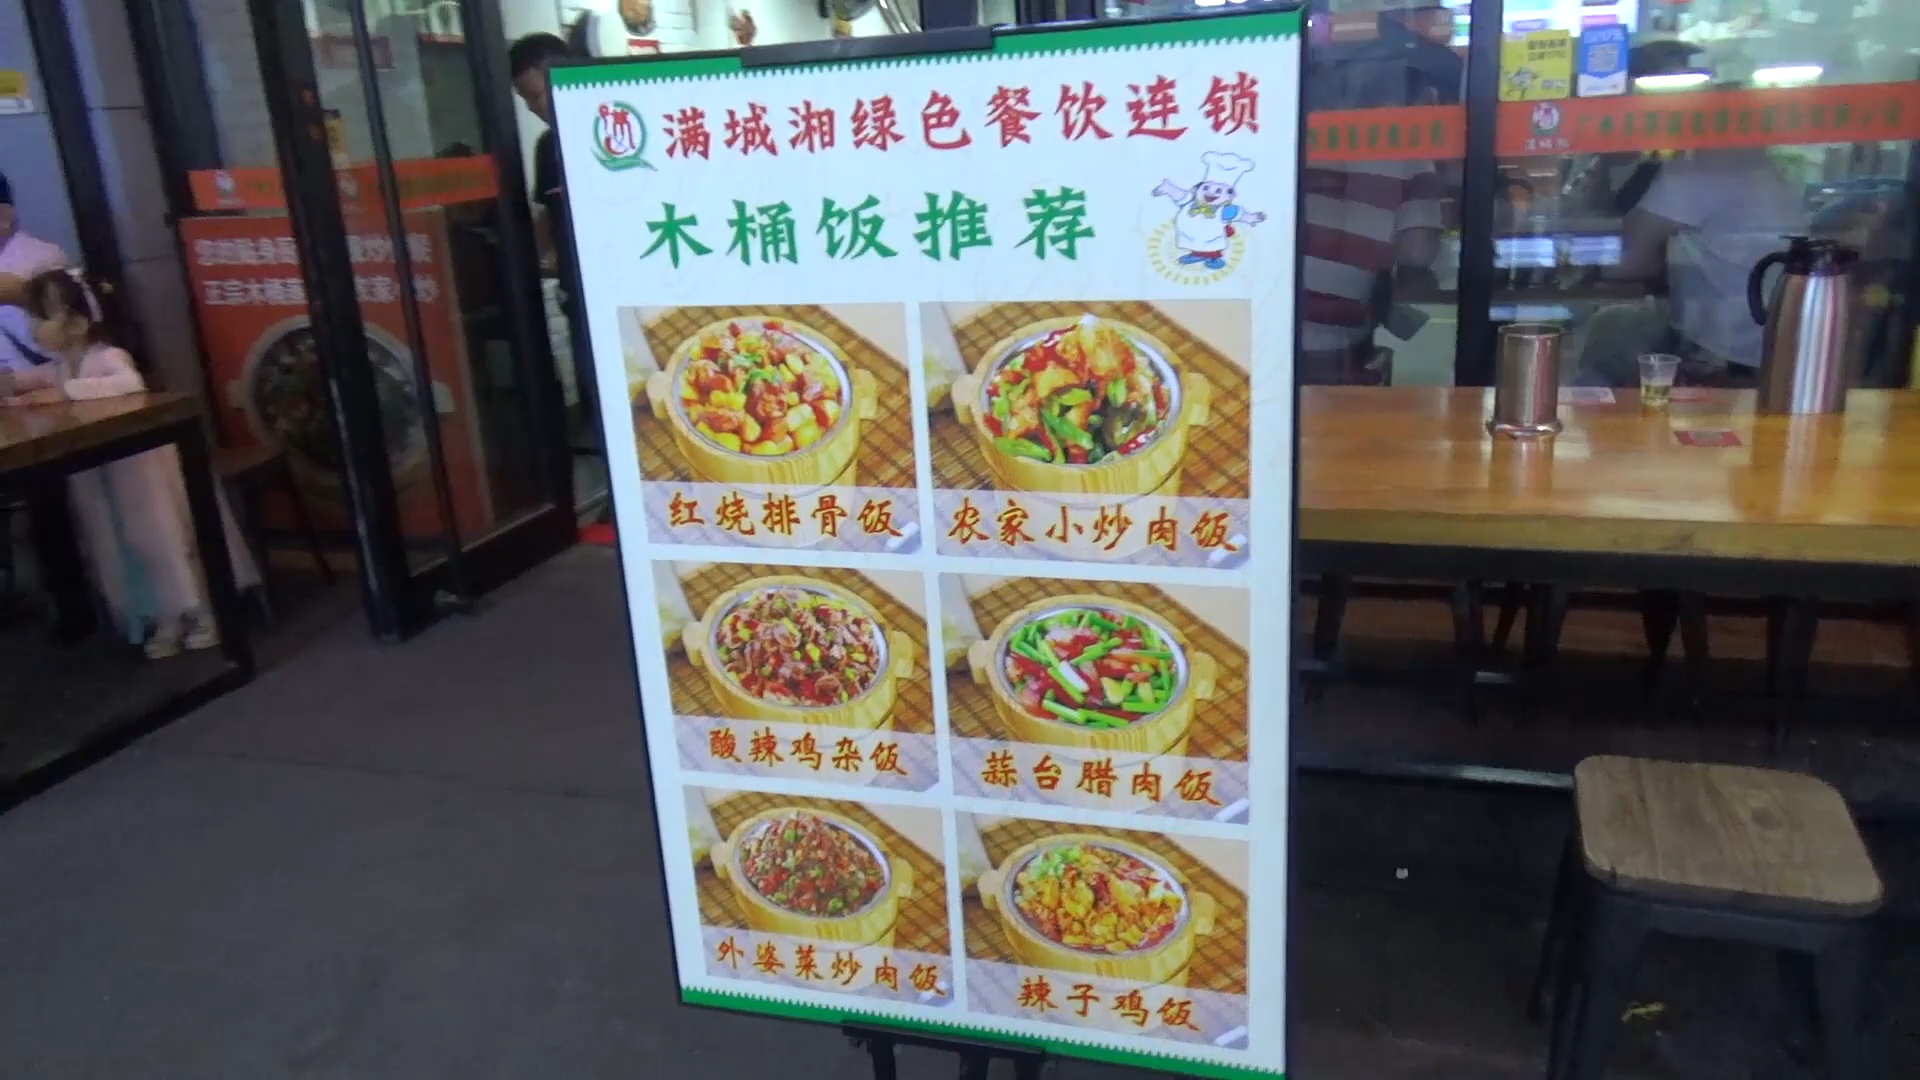 满城湘绿色餐饮连锁
木桶饭推荐
红烧排骨饭
农家小炒肉饭
酸辣鸡杂饭
蒜台腊肉饭
外婆菜炒肉饭
辣子鸡饭